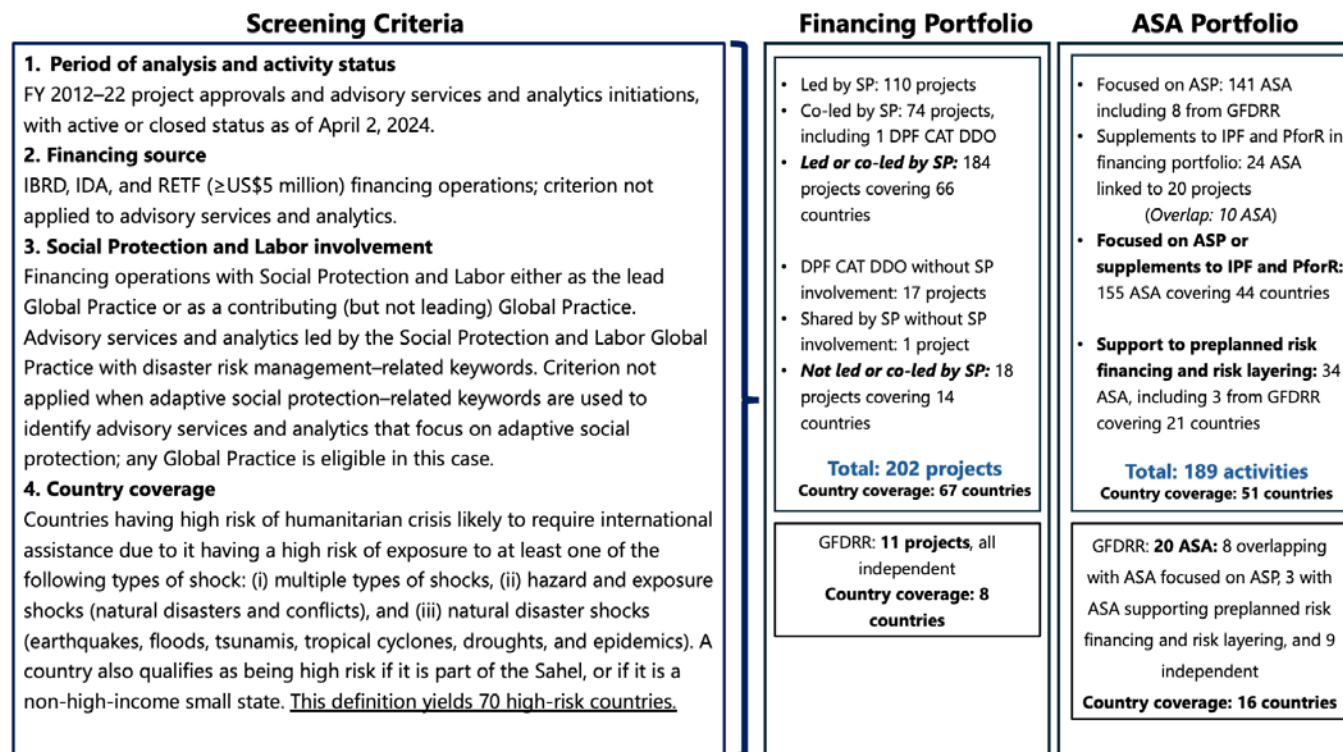 Screening Criteria
1. Period of analysis and activity status
FY 2012–22 project approvals and advisory services and analytics initiations,
with active or closed status as of April 2, 2024.
2. Financing source
IBRD, IDA, and RETF (≥US$5 million) financing operations; criterion not
applied to advisory services and analytics.
3. Social Protection and Labor involvement
Financing operations with Social Protection and Labor either as the lead
Global Practice or as a contributing (but not leading) Global Practice.
Advisory services and analytics led by the Social Protection and Labor Global
Practice with disaster risk management–related keywords. Criterion not
applied when adaptive social protection–related keywords are used to
identify advisory services and analytics that focus on adaptive social
protection; any Global Practice is eligible in this case.
4. Country coverage
Countries having high risk of humanitarian crisis likely to require international
assistance due to it having a high risk of exposure to at least one of the
following types of shock: (i) multiple types of shocks, (ii) hazard and exposure
shocks (natural disasters and conflicts), and (iii) natural disaster shocks
(earthquakes, floods, tsunamis, tropical cyclones, droughts, and epidemics). A
country also qualifies as being high risk if it is part of the Sahel, or if it is a
non-high-income small state. This definition yields 70 high-risk countries.
Financing Portfolio
• Led by SP: 110 projects
• Co-led by SP: 74 projects,
including 1 DPF CAT DDO
• Led or co-led by SP: 184
projects covering 66
countries
• DPF CAT DDO without SP
involvement: 17 projects
• Shared by SP without SP
involvement: 1 project
• Not led or co-led by SP: 18
projects covering 14
countries
Total: 202 projects
Country coverage: 67 countries
GFDRR: 11 projects, all
independent
Country coverage: 8
countries
ASA Portfolio
• Focused on ASP: 141 ASA
including 8 from GFDRR
• Supplements to IPF and PforR in
financing portfolio: 24 ASA
linked to 20 projects
(Overlap: 10 ASA)
• Focused on ASP or
supplements to IPF and PforR:
155 ASA covering 44 countries
• Support to preplanned risk
financing and risk layering: 34
ASA, including 3 from GFDRR
covering 21 countries
Total: 189 activities
Country coverage: 51 countries
GFDRR: 20 ASA: 8 overlapping
with ASA focused on ASP, 3 with
ASA supporting preplanned risk
financing and risk layering, and 9
independent
Country coverage: 16 countries